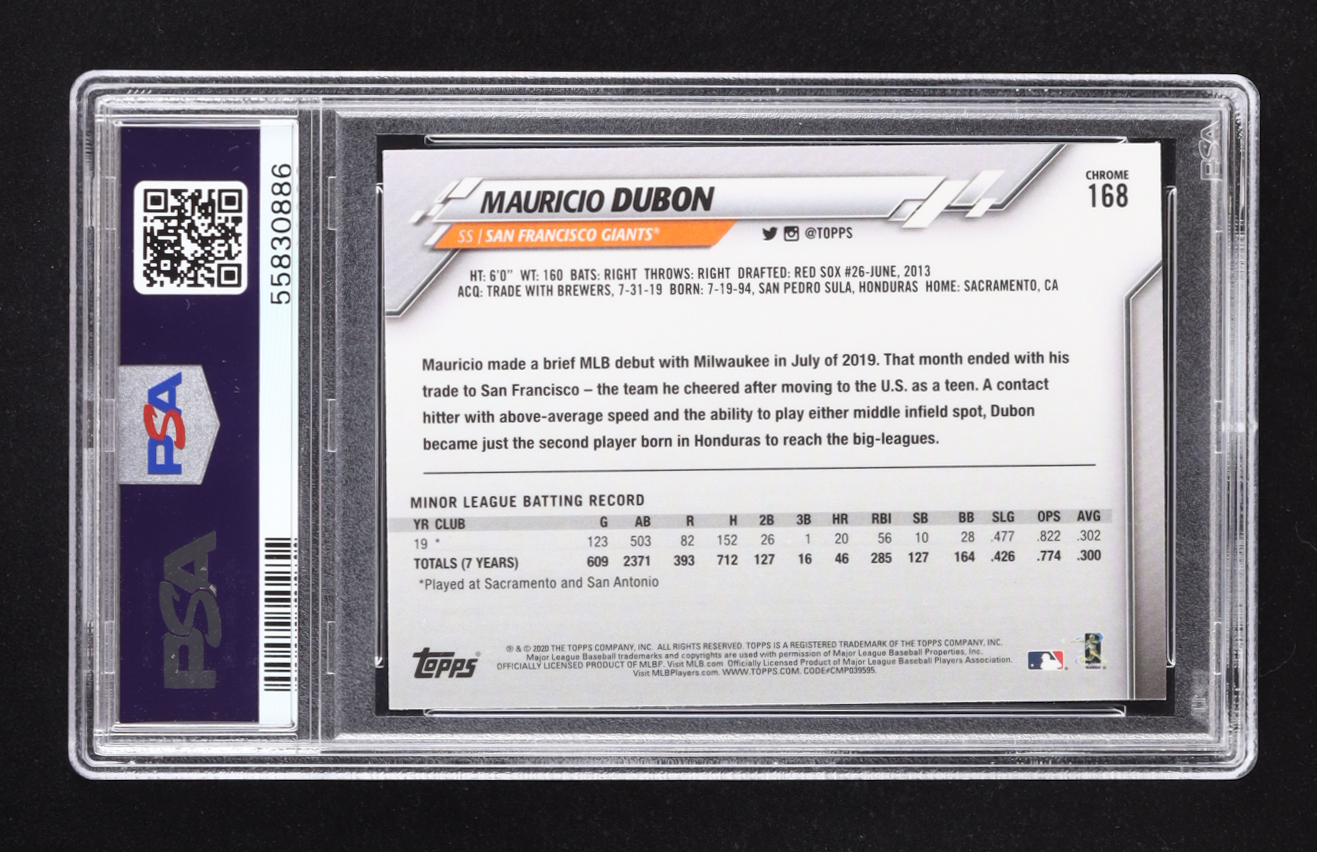 55830886
PSA
PSA
PSA
MAURICIO DUBON
CHROME
168
SS | SAN FRANCISCO GIANTS®
@TOPPS
HT: 6'0" WT: 160 BATS: RIGHT THROWS: RIGHT DRAFTED: RED SOX #26-JUNE, 2013
ACQ: TRADE WITH BREWERS, 7-31-19 BORN: 7-19-94, SAN PEDRO SULA, HONDURAS HOME: SACRAMENTO, CA
Mauricio made a brief MLB debut with Milwaukee in July of 2019. That month ended with his
trade to San Francisco – the team he cheered after moving to the U.S. as a teen. A contact
hitter with above-average speed and the ability to play either middle infield spot, Dubon
became just the second player born in Honduras to reach the big-leagues.
MINOR LEAGUE BATTING RECORD
YR CLUB G AB R H 2B 3B HR RBI SB BB SLG OPS AVG
19 * 123 503 82 152 26 1 20 56 10 28 .477 .822 .302
TOTALS (7 YEARS) 609 2371 393 712 127 16 46 285 127 164 .426 .774 .300
*Played at Sacramento and San Antonio
topps®
® & © 2020 THE TOPPS COMPANY, INC. ALL RIGHTS RESERVED. TOPPS IS A REGISTERED TRADEMARK OF THE TOPPS COMPANY, INC.
Major League Baseball trademarks and copyrights are used with permission of Major League Baseball Properties, Inc.
OFFICIALLY LICENSED PRODUCT OF MLBP. Visit MLB.com Officially Licensed Product of Major League Baseball Players Association.
Visit MLBPlayers.com. WWW.TOPPS.COM. CODE#CMP039595.